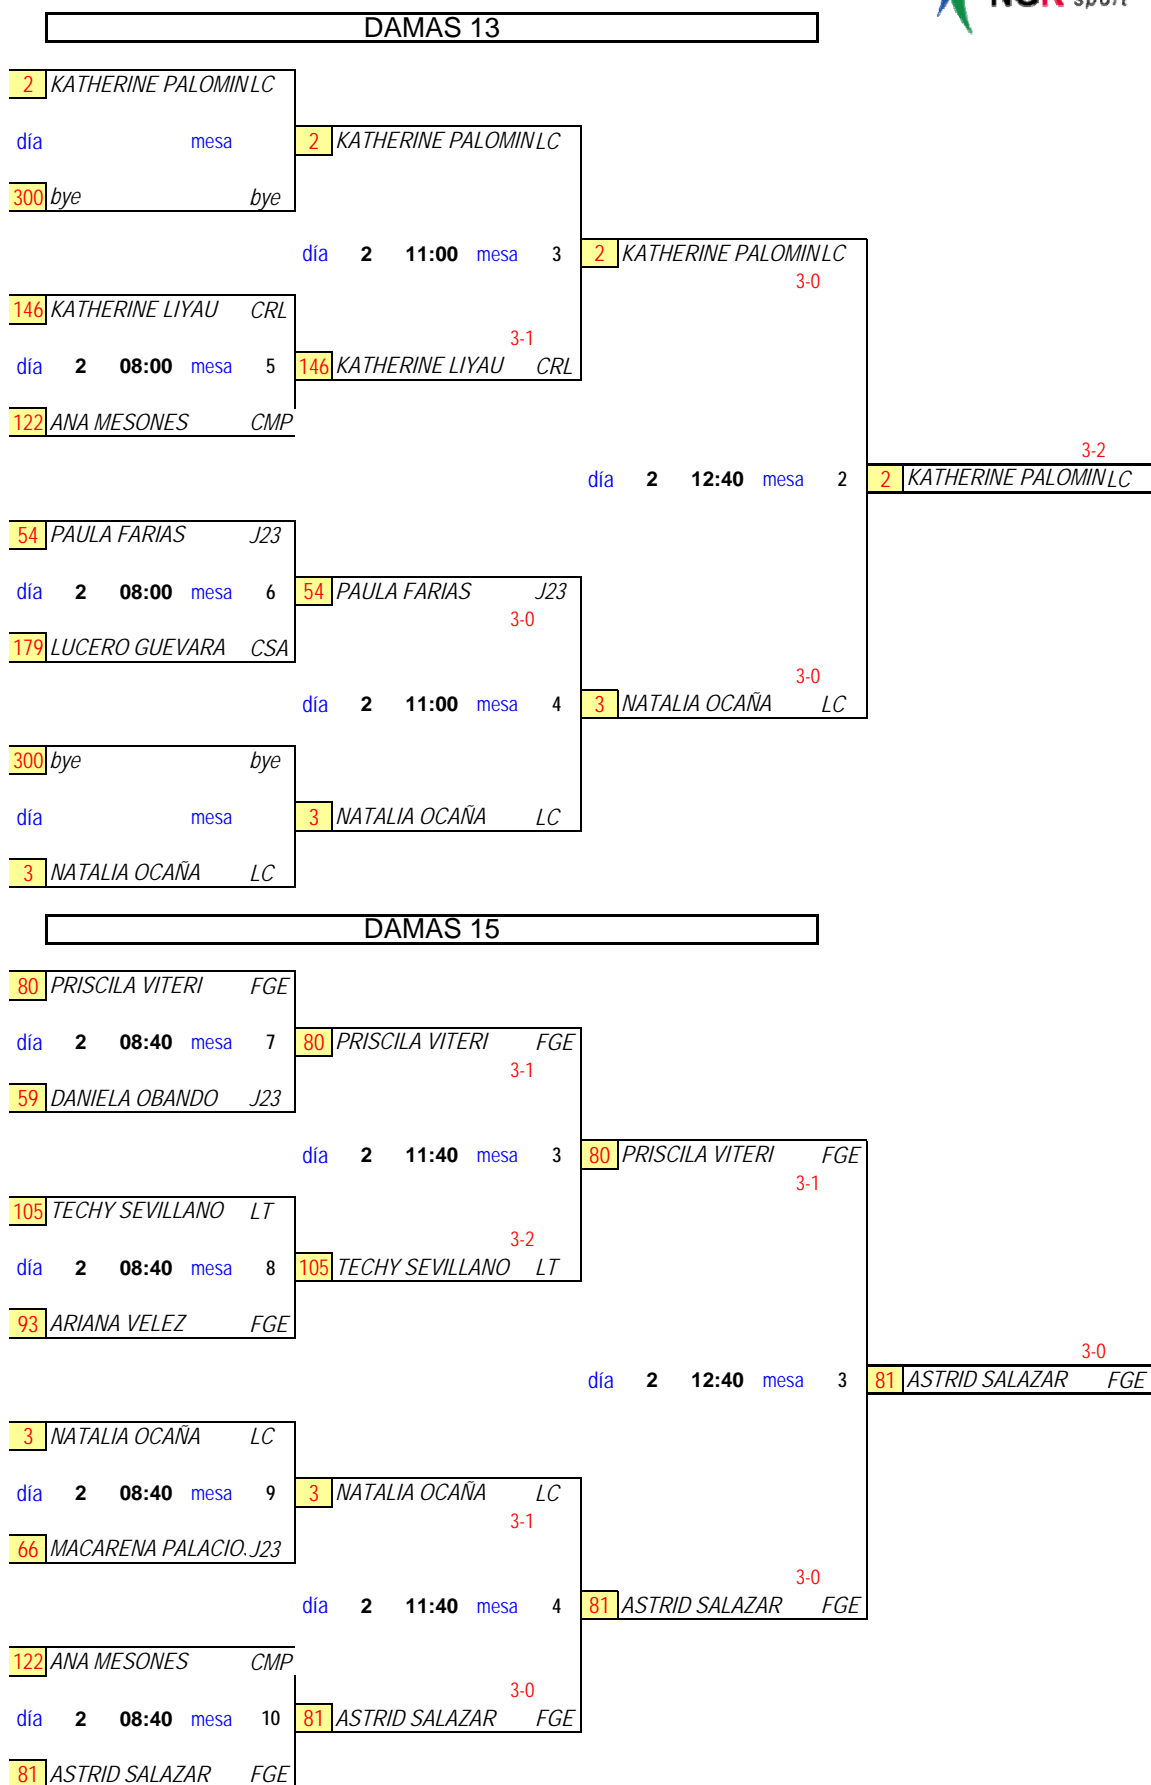 NGR sport
DAMAS 13
2 KATHERINE PALOMIN LC
día mesa 2 KATHERINE PALOMIN LC
300 bye bye
día 2 11:00 mesa 3 2 KATHERINE PALOMIN LC
3-0
146 KATHERINE LIYAU CRL
3-1
día 2 08:00 mesa 5 146 KATHERINE LIYAU CRL
122 ANA MESONES CMP
3-2
día 2 12:40 mesa 2 2 KATHERINE PALOMIN LC
54 PAULA FARIAS J23
día 2 08:00 mesa 6 54 PAULA FARIAS J23
3-0
179 LUCERO GUEVARA CSA
3-0
día 2 11:00 mesa 4 3 NATALIA OCAÑA LC
300 bye bye
día mesa 3 NATALIA OCAÑA LC
3 NATALIA OCAÑA LC
DAMAS 15
80 PRISCILA VITERI FGE
día 2 08:40 mesa 7 80 PRISCILA VITERI FGE
3-1
59 DANIELA OBANDO J23
día 2 11:40 mesa 3 80 PRISCILA VITERI FGE
3-1
105 TECHY SEVILLANO LT
3-2
día 2 08:40 mesa 8 105 TECHY SEVILLANO LT
93 ARIANA VELEZ FGE
3-0
día 2 12:40 mesa 3 81 ASTRID SALAZAR FGE
3 NATALIA OCAÑA LC
día 2 08:40 mesa 9 3 NATALIA OCAÑA LC
3-1
66 MACARENA PALACIO. J23
3-0
día 2 11:40 mesa 4 81 ASTRID SALAZAR FGE
122 ANA MESONES CMP
3-0
día 2 08:40 mesa 10 81 ASTRID SALAZAR FGE
81 ASTRID SALAZAR FGE